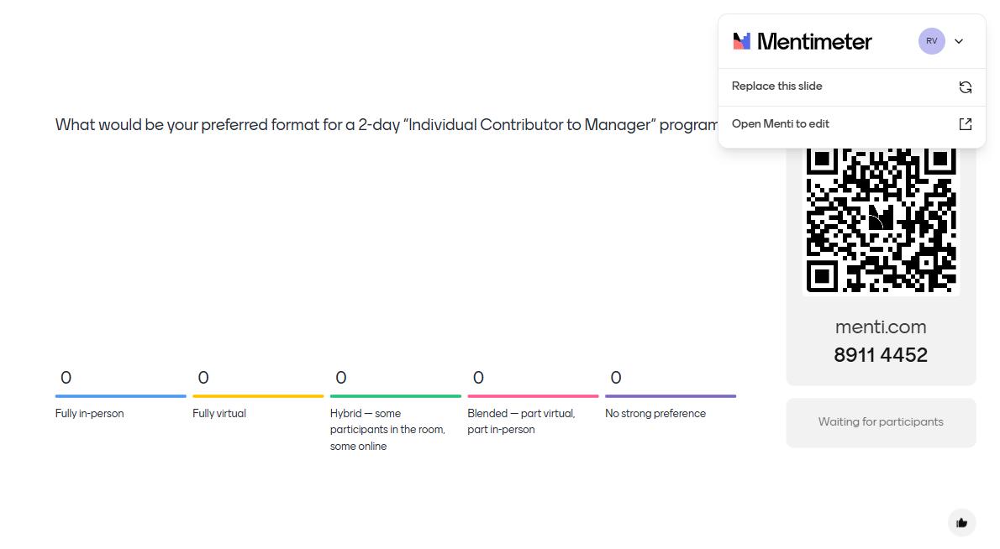 Mentimeter
RV
Replace this slide
Open Menti to edit
What would be your preferred format for a 2-day “Individual Contributor to Manager” program
menti.com
8911 4452
Waiting for participants
0
0
0
0
0
Fully in-person
Fully virtual
Hybrid — some
participants in the room,
some online
Blended — part virtual,
part in-person
No strong preference